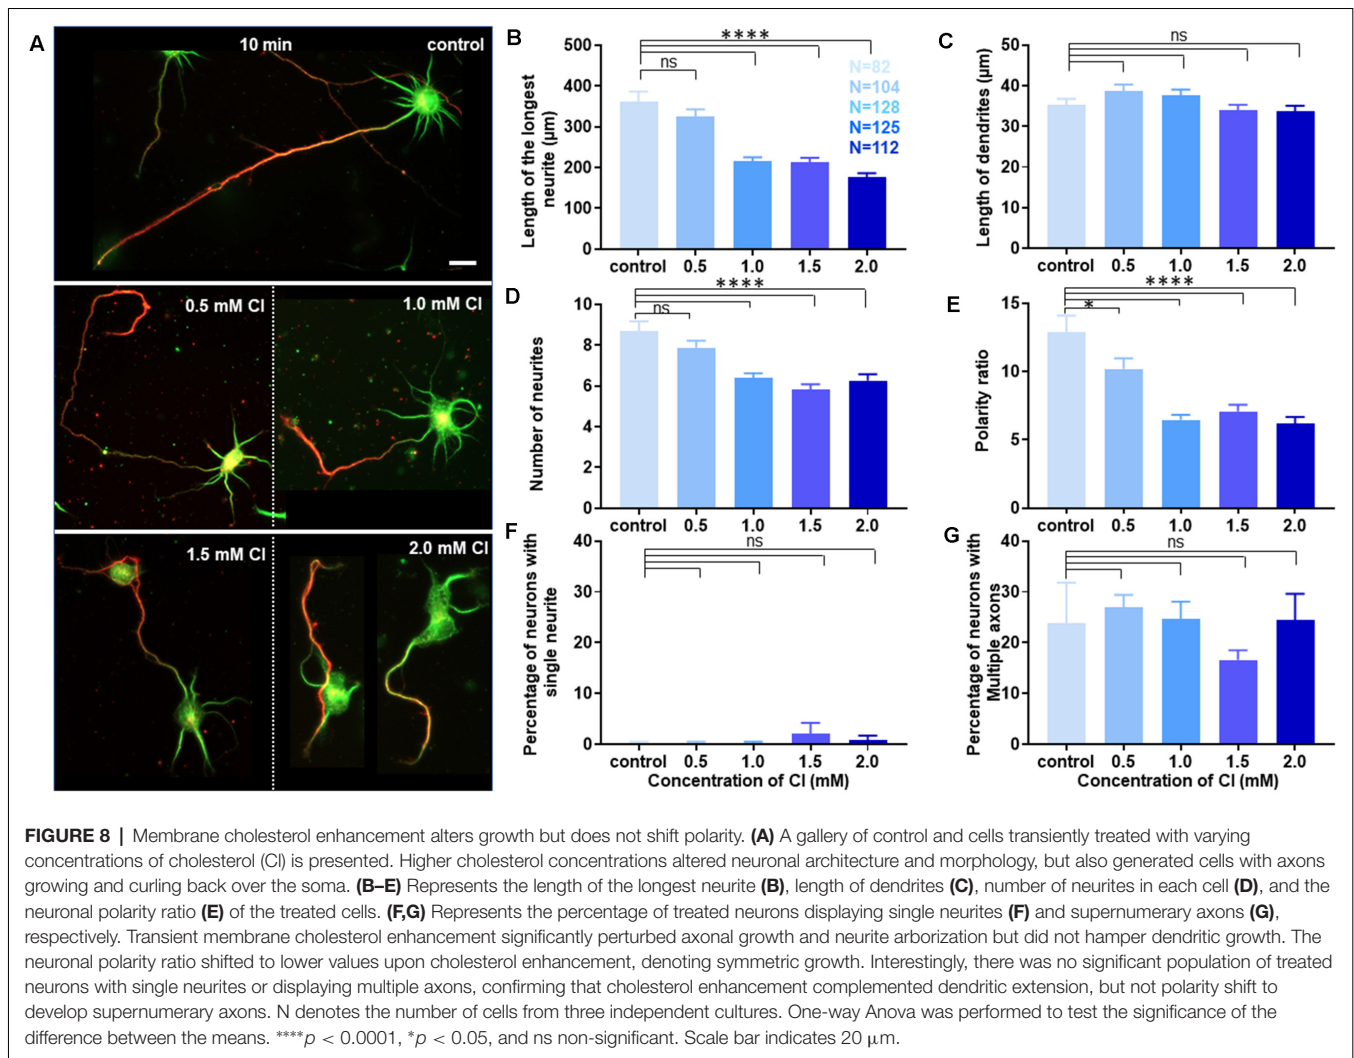 A
10 min
control
0.5 mM Cl
1.0 mM Cl
1.5 mM Cl
2.0 mM Cl
B
Length of the longest
neurite (µm)
500
400
300
200
100
0
ns
****
N=82
N=104
N=128
N=125
N=112
control 0.5 1.0 1.5 2.0
C
Length of dendrites (µm)
50
40
30
20
10
0
ns
control 0.5 1.0 1.5 2.0
D
Number of neurites
10
8
6
4
2
0
ns
****
control 0.5 1.0 1.5 2.0
E
Polarity ratio
15
10
5
0
*
****
control 0.5 1.0 1.5 2.0
F
Percentage of neurons with
single neurite
40
30
20
10
0
ns
control 0.5 1.0 1.5 2.0
Concentration of Cl (mM)
G
Percentage of neurons with
Multiple axons
40
30
20
10
0
ns
control 0.5 1.0 1.5 2.0
Concentration of Cl (mM)
FIGURE 8 | Membrane cholesterol enhancement alters growth but does not shift polarity. (A) A gallery of control and cells transiently treated with varying
concentrations of cholesterol (Cl) is presented. Higher cholesterol concentrations altered neuronal architecture and morphology, but also generated cells with axons
growing and curling back over the soma. (B–E) Represents the length of the longest neurite (B), length of dendrites (C), number of neurites in each cell (D), and the
neuronal polarity ratio (E) of the treated cells. (F,G) Represents the percentage of treated neurons displaying single neurites (F) and supernumerary axons (G),
respectively. Transient membrane cholesterol enhancement significantly perturbed axonal growth and neurite arborization but did not hamper dendritic growth. The
neuronal polarity ratio shifted to lower values upon cholesterol enhancement, denoting symmetric growth. Interestingly, there was no significant population of treated
neurons with single neurites or displaying multiple axons, confirming that cholesterol enhancement complemented dendritic extension, but not polarity shift to
develop supernumerary axons. N denotes the number of cells from three independent cultures. One-way Anova was performed to test the significance of the
difference between the means. ****p < 0.0001, *p < 0.05, and ns non-significant. Scale bar indicates 20 µm.